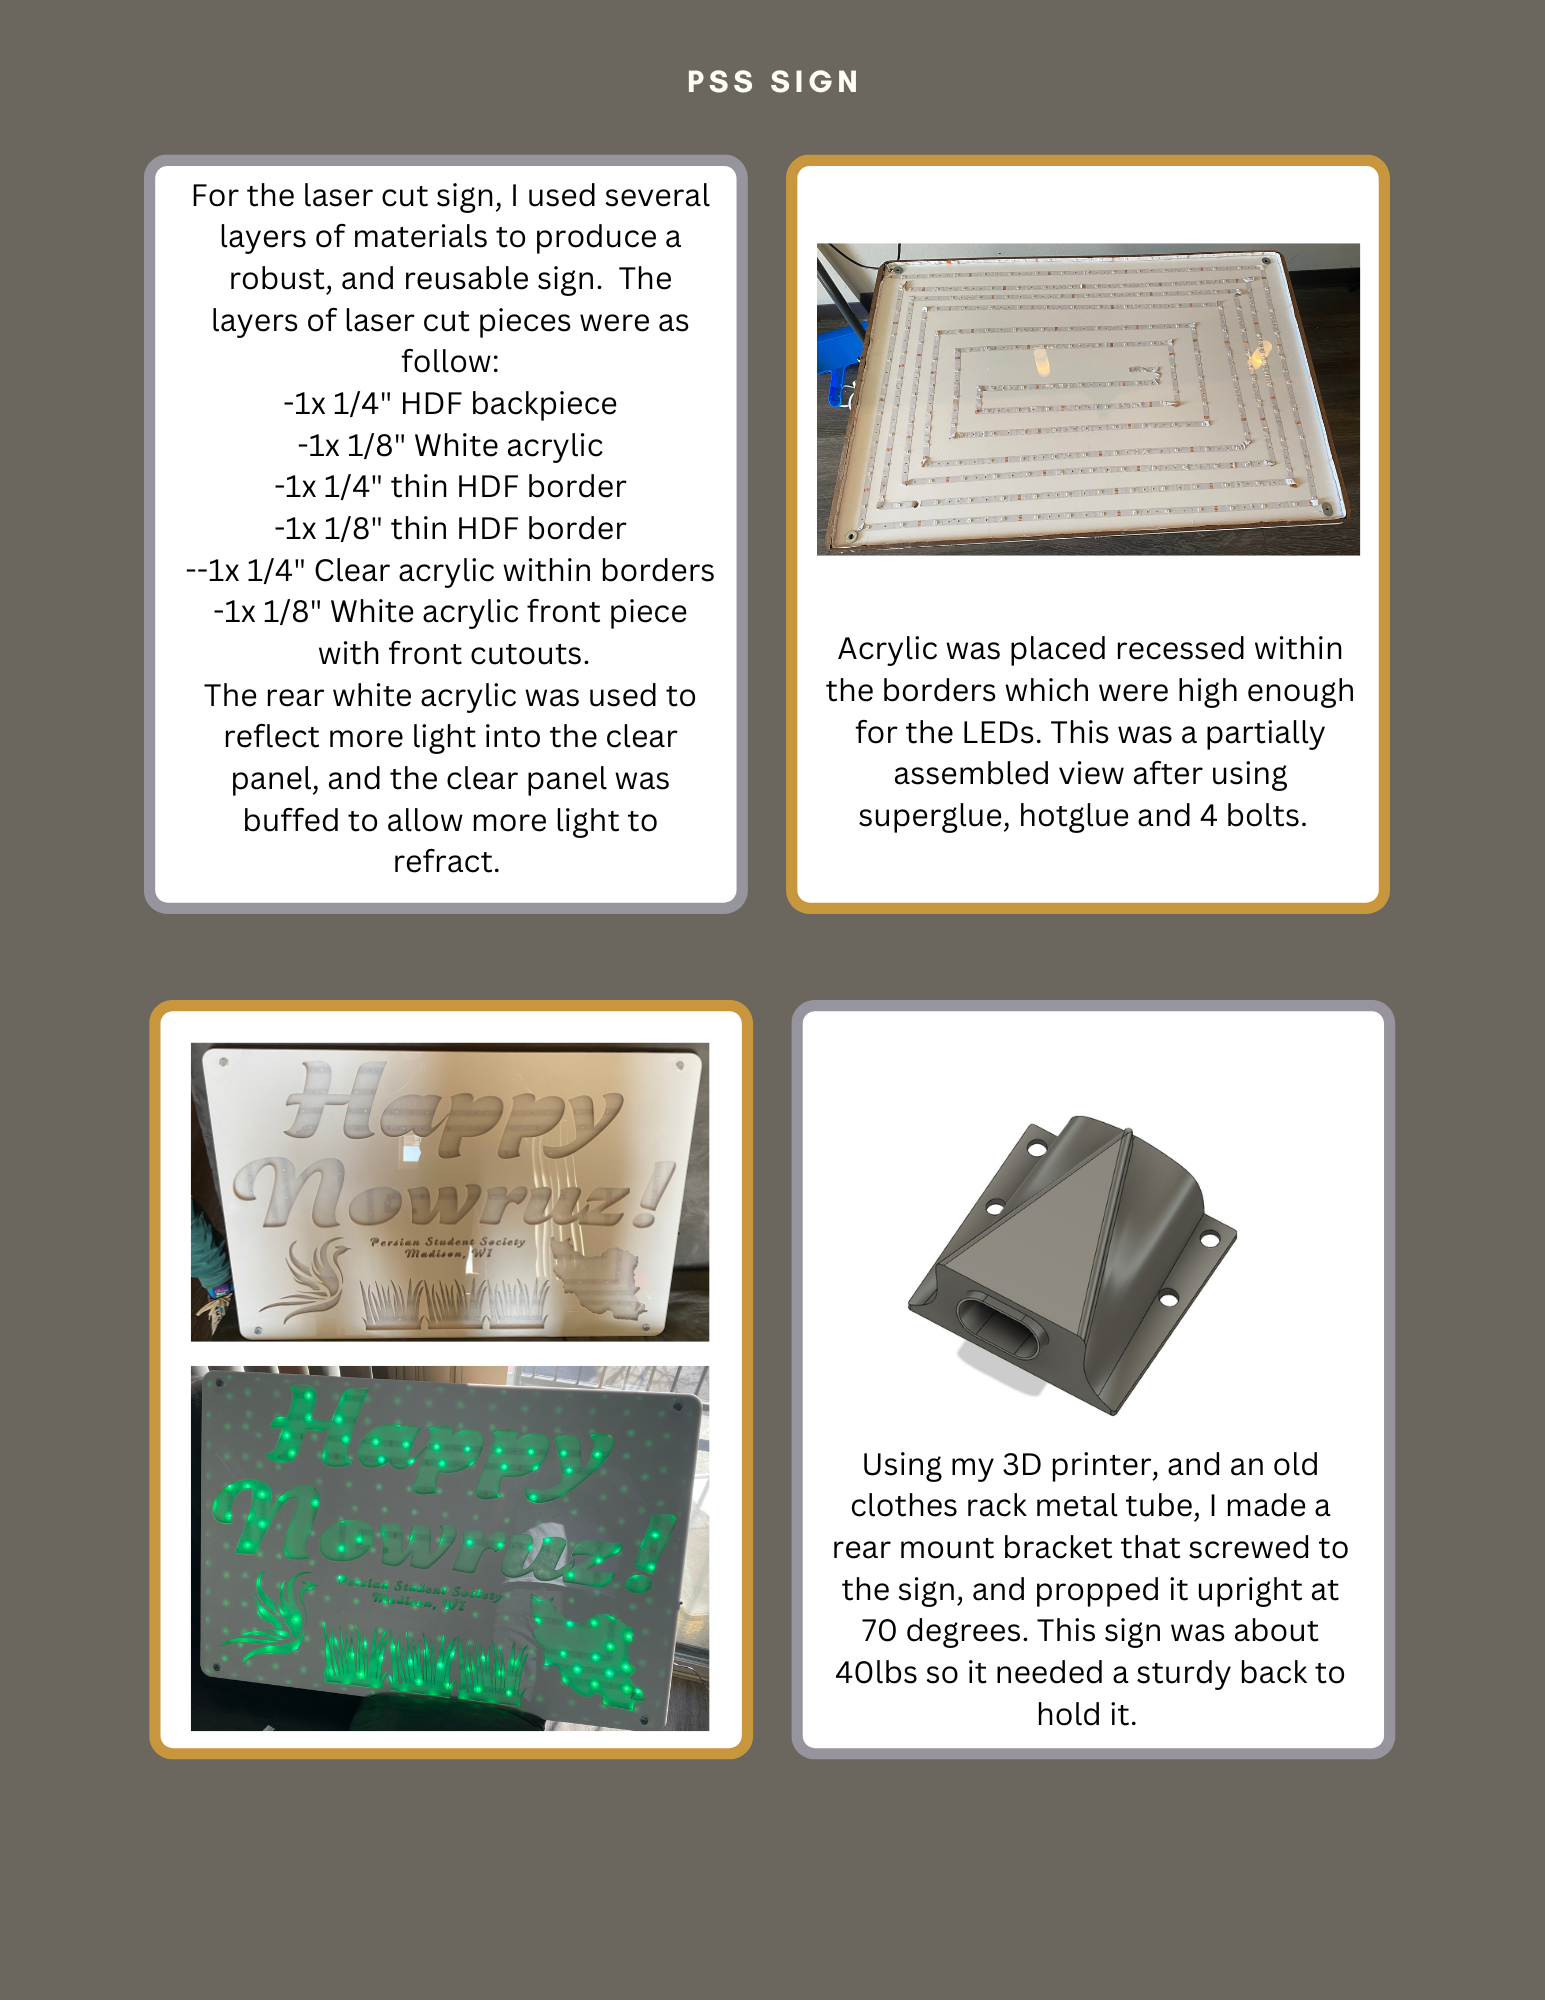 PSS SIGN
For the laser cut sign, I used several
layers of materials to produce a
robust, and reusable sign.  The
layers of laser cut pieces were as
follow:
-1x 1/4" HDF backpiece
-1x 1/8" White acrylic
-1x 1/4" thin HDF border
-1x 1/8" thin HDF border
--1x 1/4" Clear acrylic within borders
-1x 1/8" White acrylic front piece
with front cutouts.
The rear white acrylic was used to
reflect more light into the clear
panel, and the clear panel was
buffed to allow more light to
refract.
Acrylic was placed recessed within
the borders which were high enough
for the LEDs. This was a partially
assembled view after using
superglue, hotglue and 4 bolts.
Happy
Nowruz!
Persian Student Society
Madison, WI
Happy
Nowruz!
Persian Student Society
Madison, WI
Using my 3D printer, and an old
clothes rack metal tube, I made a
rear mount bracket that screwed to
the sign, and propped it upright at
70 degrees. This sign was about
40lbs so it needed a sturdy back to
hold it.